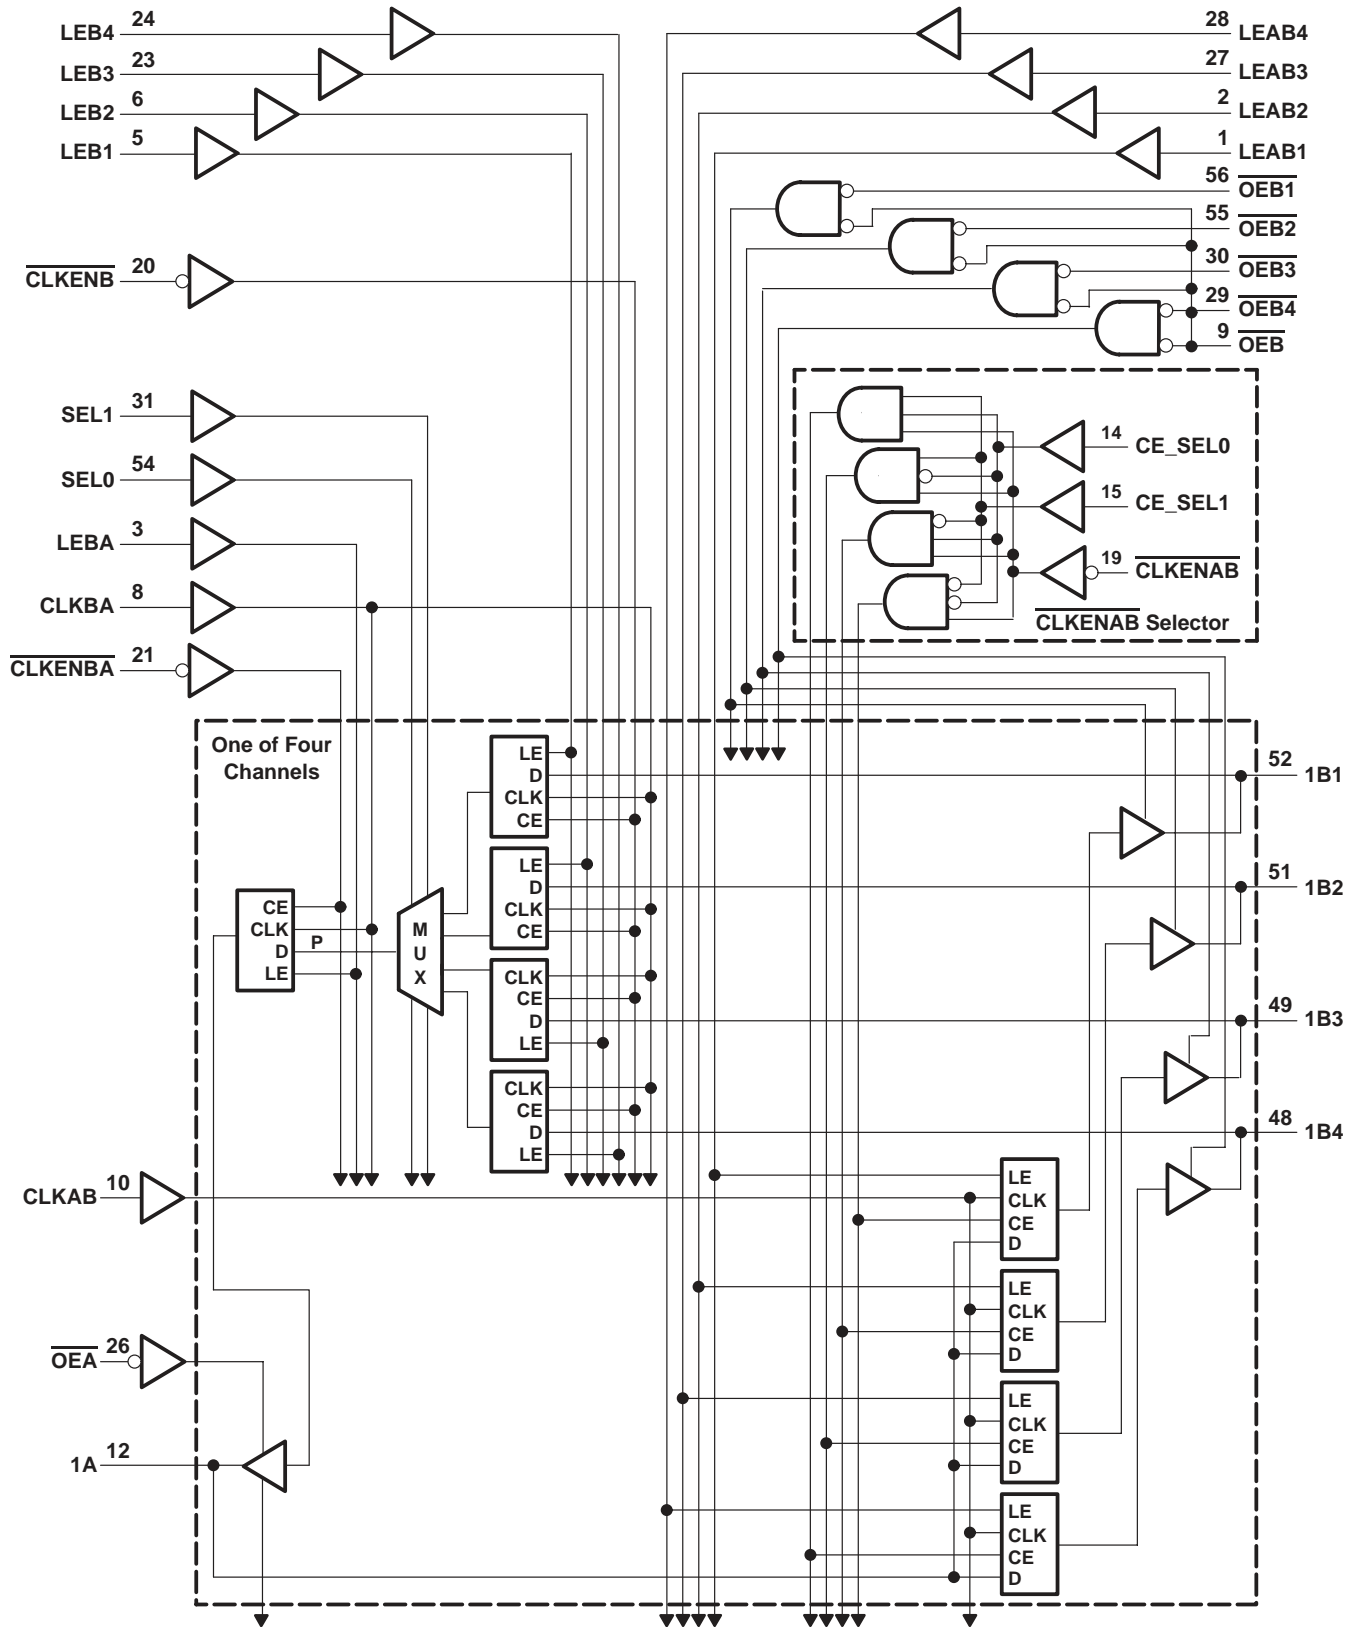 LEB4 24
LEB3 23
LEB2 6
LEB1 5
28 LEAB4
27 LEAB3
2 LEAB2
1 LEAB1
56 OEB1
55 OEB2
30 OEB3
29 OEB4
9 OEB
CLKENB 20
SEL1 31
SEL0 54
LEBA 3
CLKBA 8
CLKENBA 21
14 CE_SEL0
15 CE_SEL1
19 CLKENAB
CLKENAB Selector
One of Four
Channels
LE
D
CLK
CE
52 1B1
LE
D
CLK
CE
51 1B2
CE
CLK
D
LE
P
M
U
X
CLK
CE
D
LE
49 1B3
CLK
CE
D
LE
48 1B4
CLKAB 10
LE
CLK
CE
D
LE
CLK
CE
D
OEA 26
LE
CLK
CE
D
1A 12
LE
CLK
CE
D